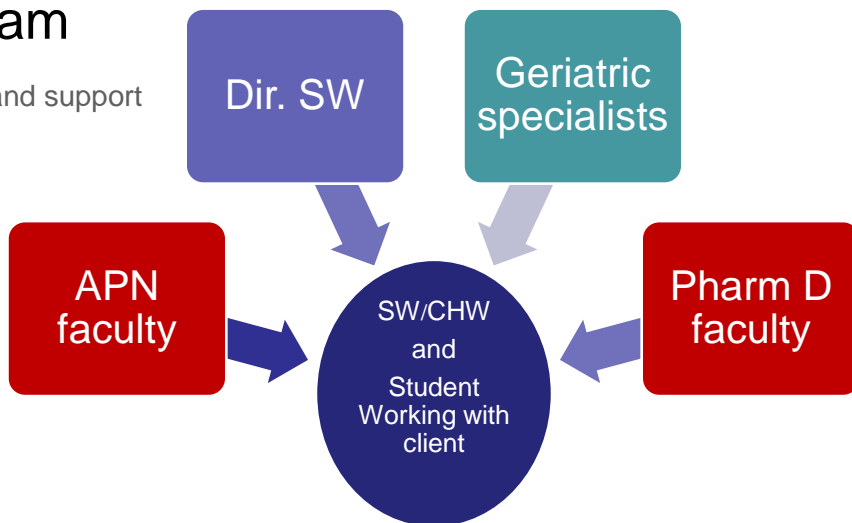 am
and support
Dir. SW
Geriatric
specialists
APN
faculty
Pharm D
faculty
SW/CHW
and
Student
Working with
client